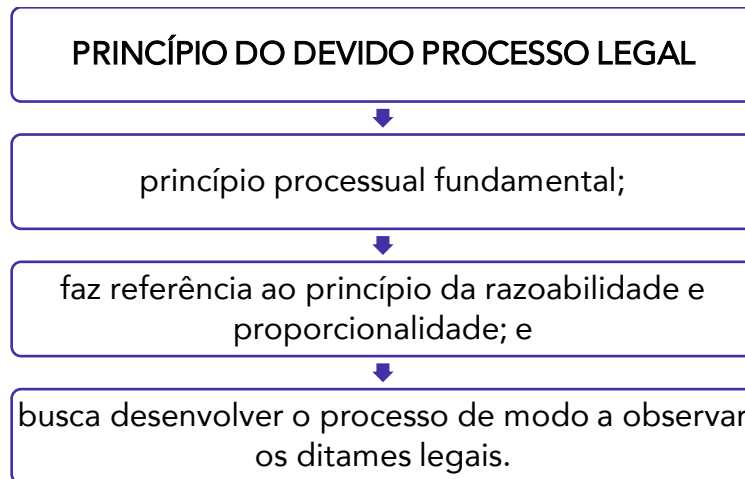 PRINCÍPIO DO DEVIDO PROCESSO LEGAL
princípio processual fundamental;
faz referência ao princípio da razoabilidade e
proporcionalidade; e
busca desenvolver o processo de modo a observar
os ditames legais.